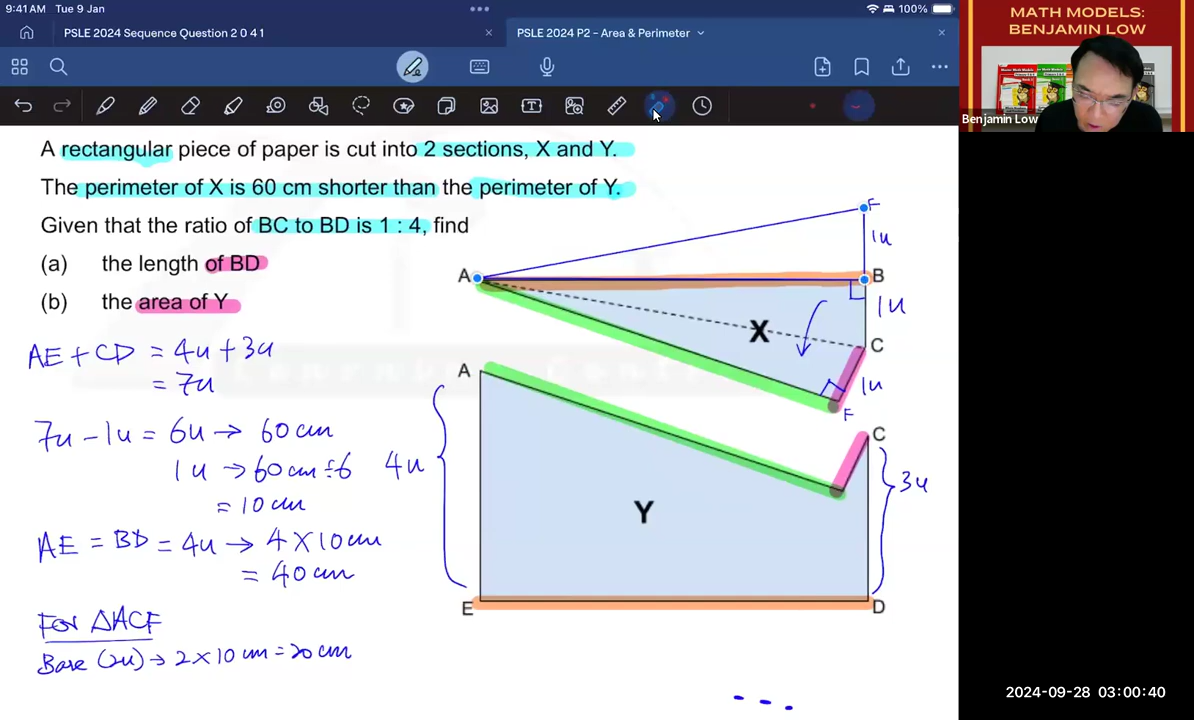 9:41 AM Tue 9 Jan
100%
PSLE 2024 Sequence Question 2 0 4 1
PSLE 2024 P2 - Area & Perimeter
MATH MODELS:
BENJAMIN LOW
Benjamin Low
A rectangular piece of paper is cut into 2 sections, X and Y.
The perimeter of X is 60 cm shorter than the perimeter of Y.
Given that the ratio of BC to BD is 1 : 4, find
(a) the length of BD
(b) the area of Y
F
1u
A
B
1u
X
C
1u
F
A
C
4u
3u
Y
E
D
AE + CD = 4u + 3u
= 7u
7u - 1u = 6u → 60 cm
1u → 60 cm ÷ 6
= 10 cm
AE = BD = 4u → 4 × 10 cm
= 40 cm
For △ACF
Base (2u) → 2 × 10 cm = 20 cm
2024-09-28 03:00:40